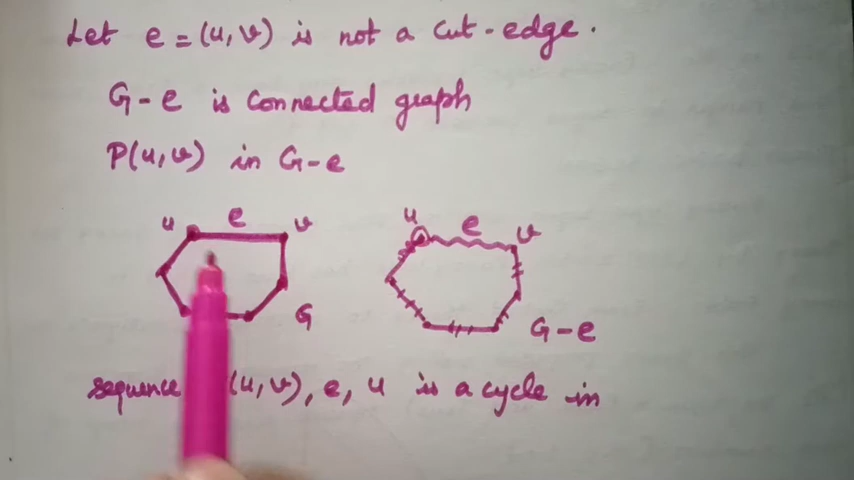 Let e = (u, v) is not a cut-edge.
G - e is connected graph
P(u, v) in G-e
u e v
u e v
G
G - e
sequence (u, v), e, u is a cycle in